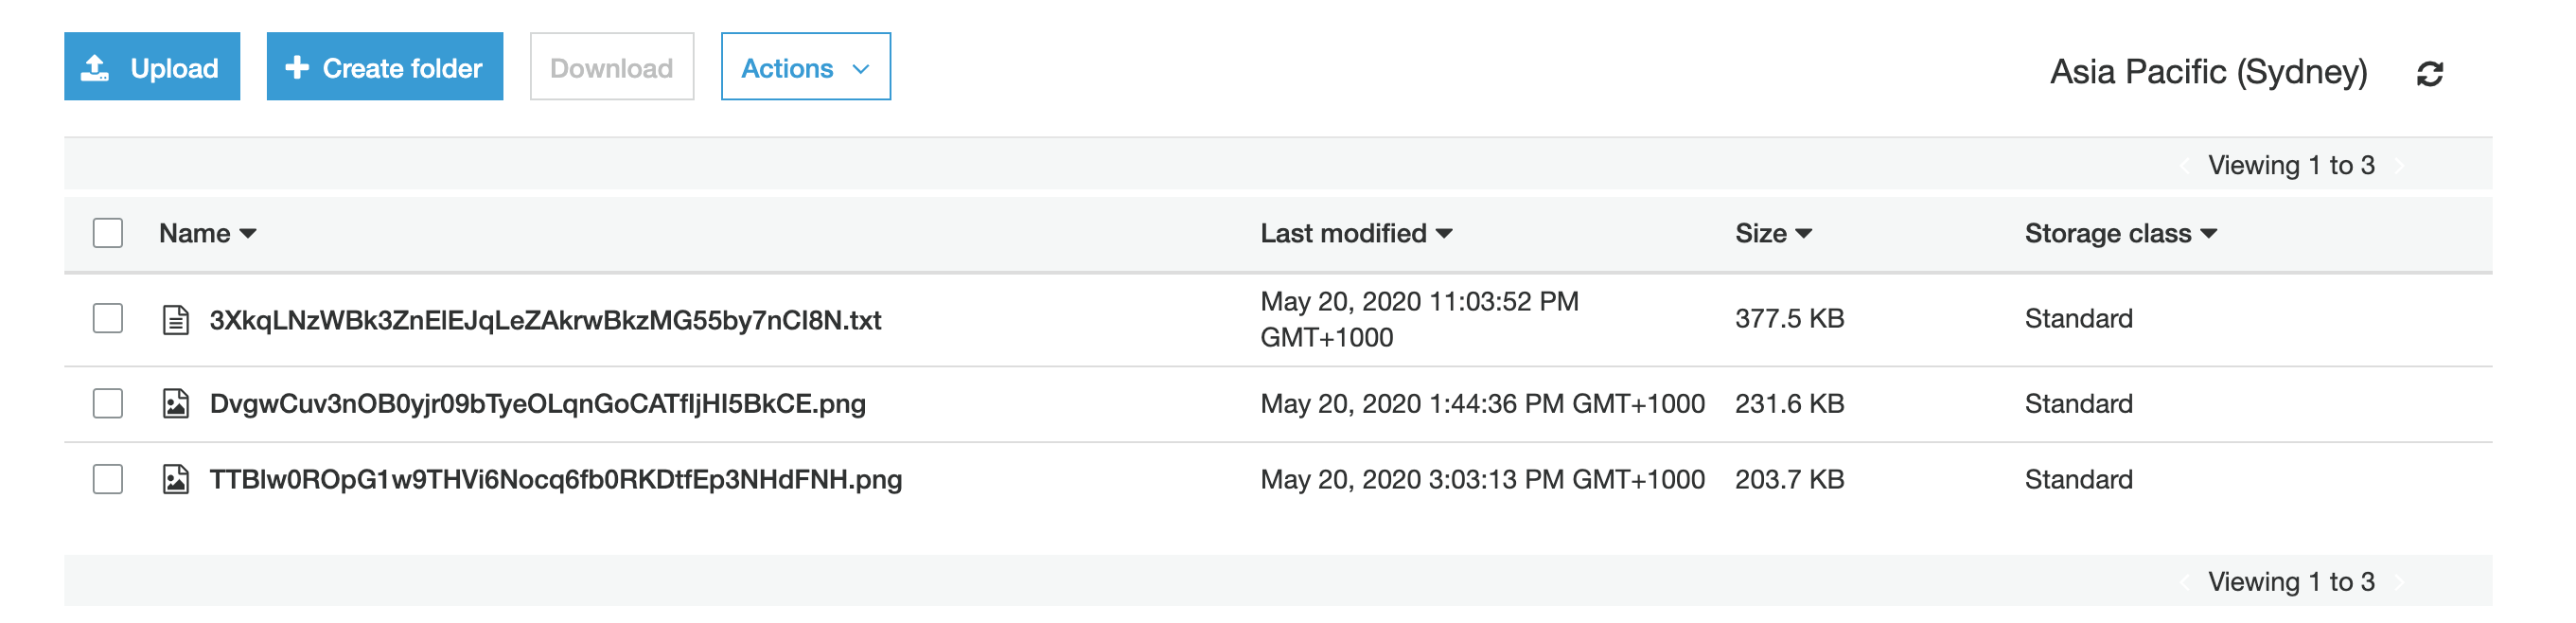 Upload
Create folder
Download
Actions
Asia Pacific (Sydney)
Viewing 1 to 3
Name
Last modified
Size
Storage class
3XkqLNzWBk3ZnEIEJqLeZAkrwBkzMG55by7nCI8N.txt
May 20, 2020 11:03:52 PM
GMT+1000
377.5 KB
Standard
DvgwCuv3nOB0yjr09bTyeOLqnGoCATfljHI5BkCE.png
May 20, 2020 1:44:36 PM GMT+1000
231.6 KB
Standard
TTBlw0ROpG1w9THVi6Nocq6fb0RKDtfEp3NHdFNH.png
May 20, 2020 3:03:13 PM GMT+1000
203.7 KB
Standard
Viewing 1 to 3